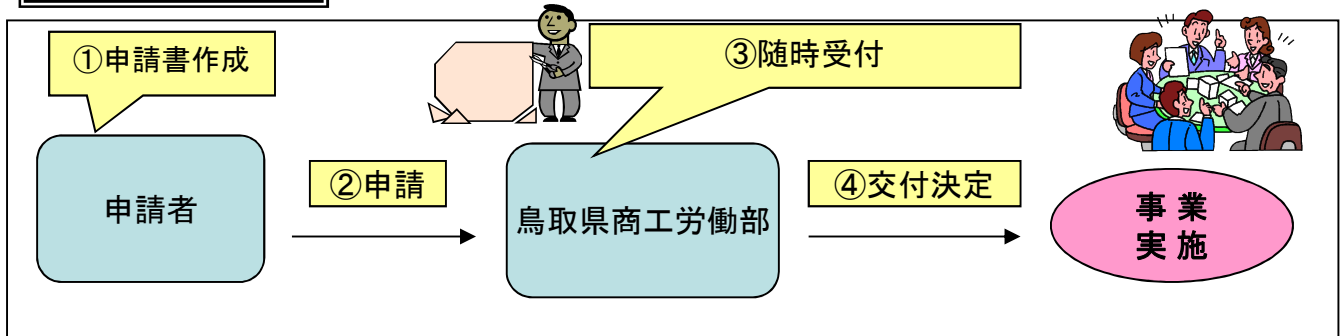 ①申請書作成
③随時受付
申請者
②申請
鳥取県商工労働部
④交付決定
事 業
実 施